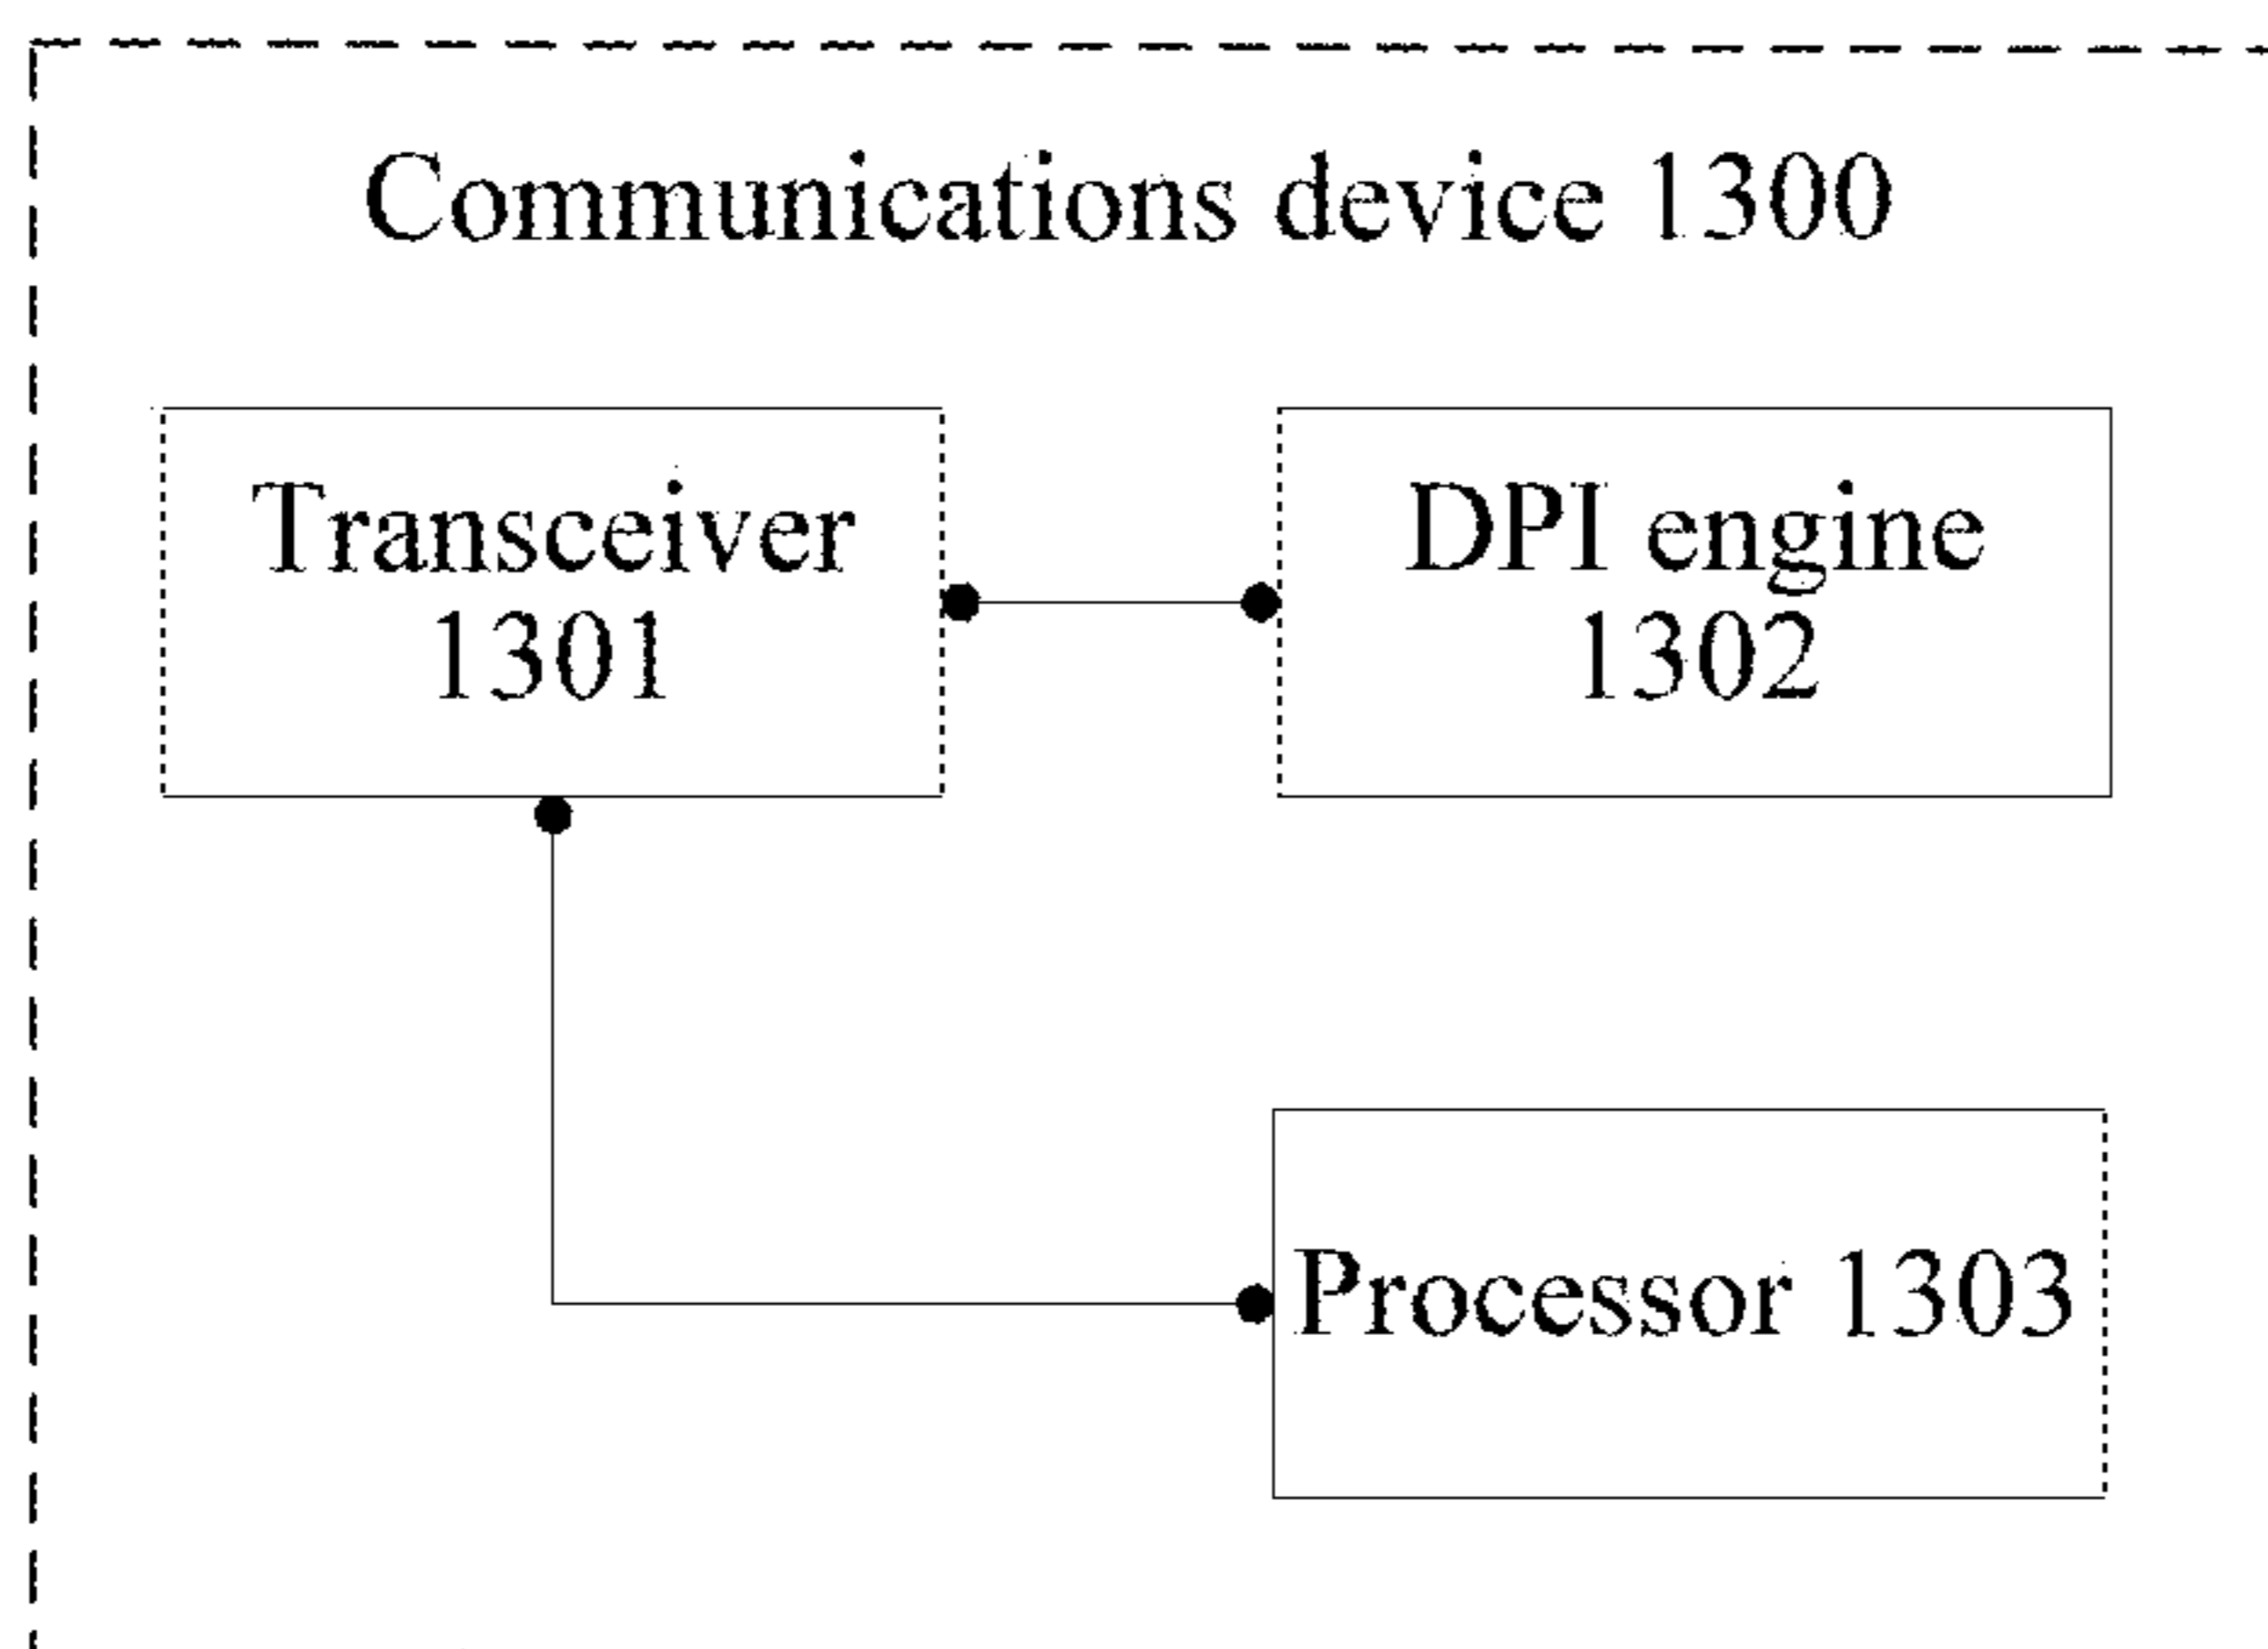 Communications device 1300
Transceiver
1301
DPI engine
1302
Processor 1303